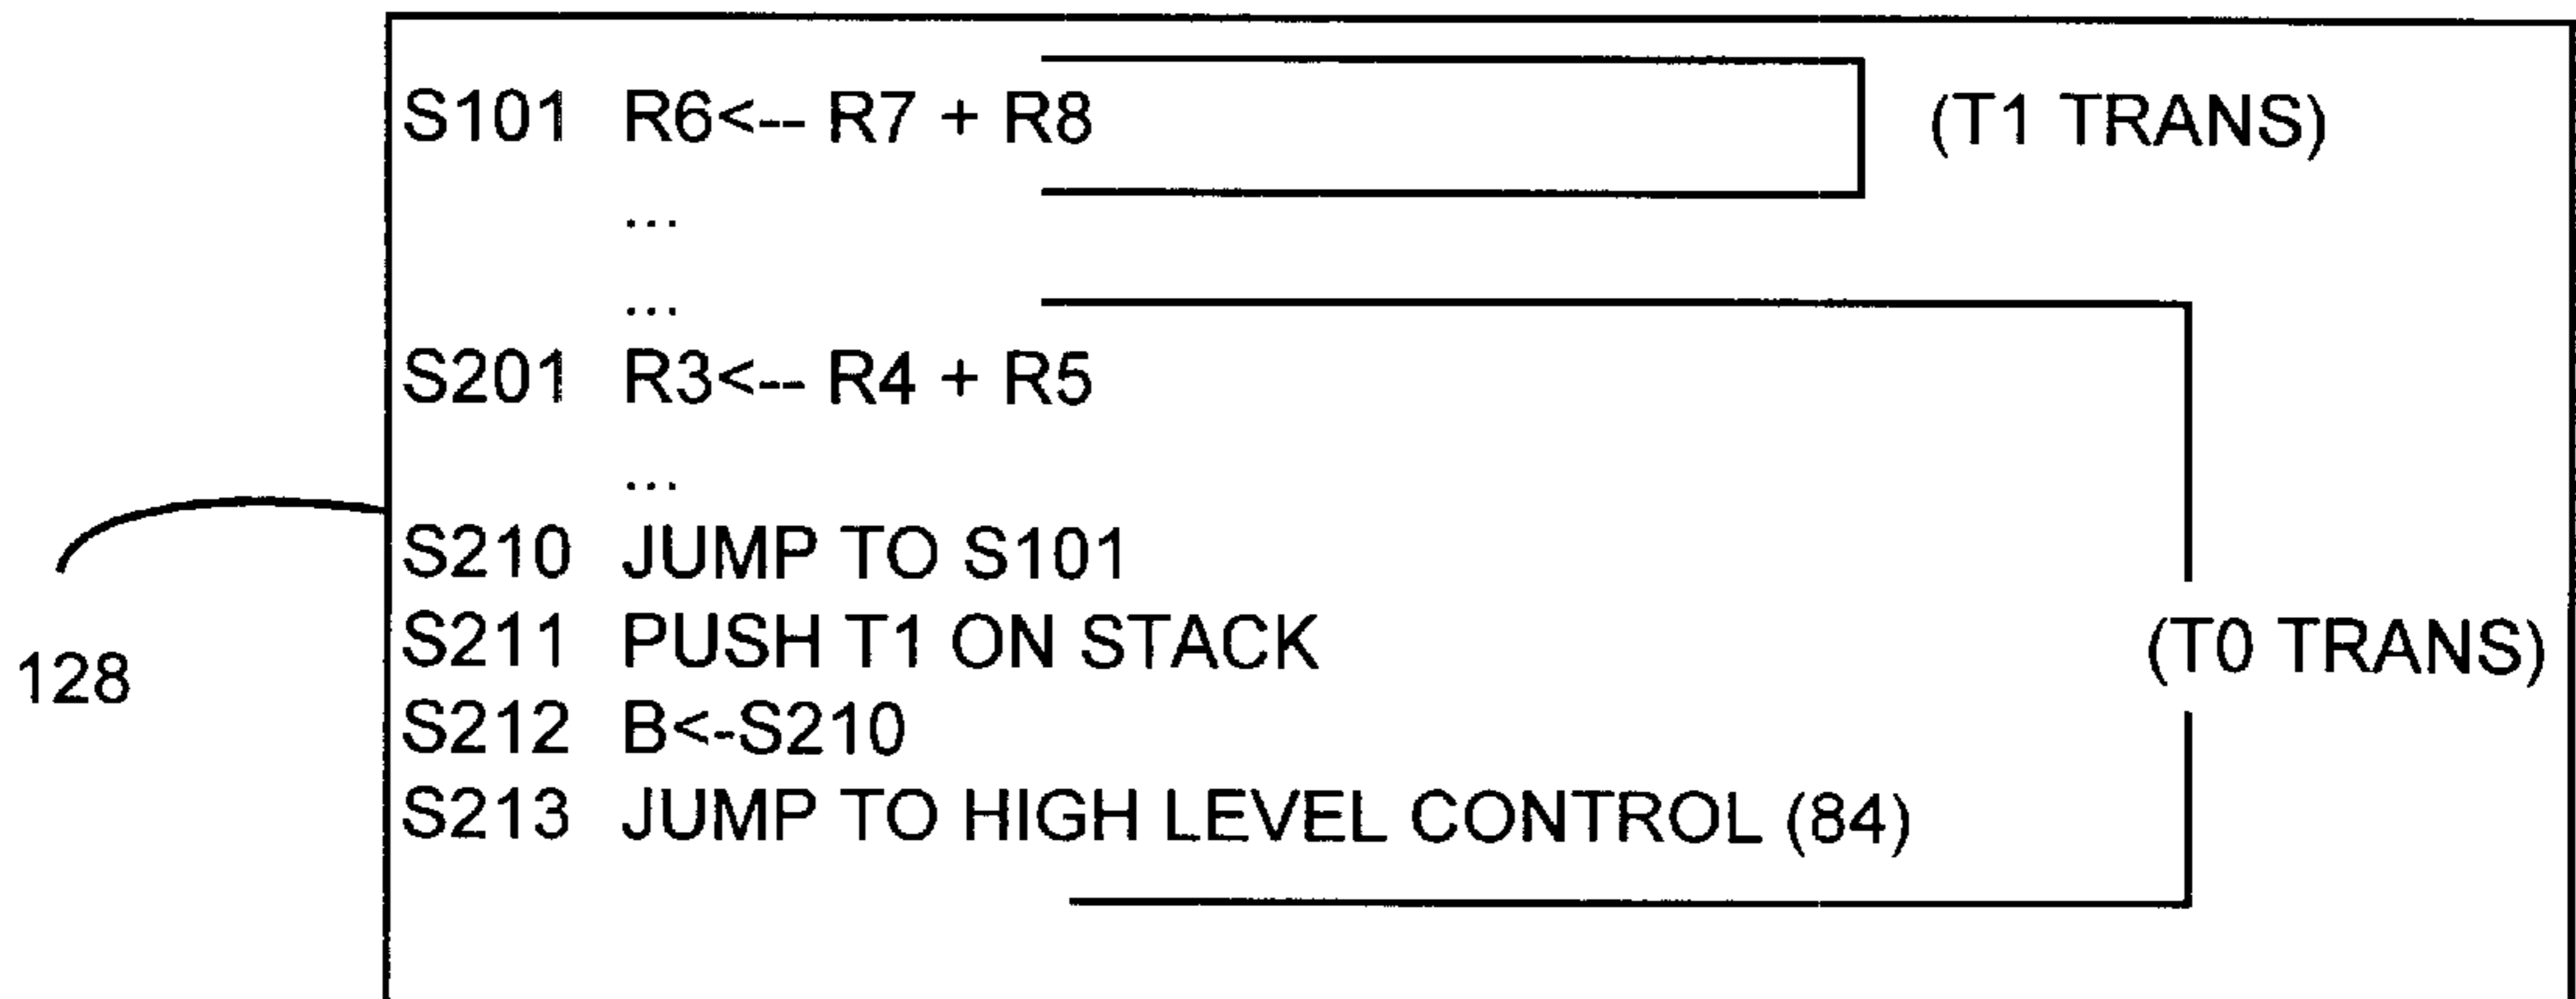 S101 R6<-- R7 + R8 (T1 TRANS)
...
...
S201 R3<-- R4 + R5
...
S210 JUMP TO S101
S211 PUSH T1 ON STACK (T0 TRANS)
128
S212 B<-S210
S213 JUMP TO HIGH LEVEL CONTROL (84)